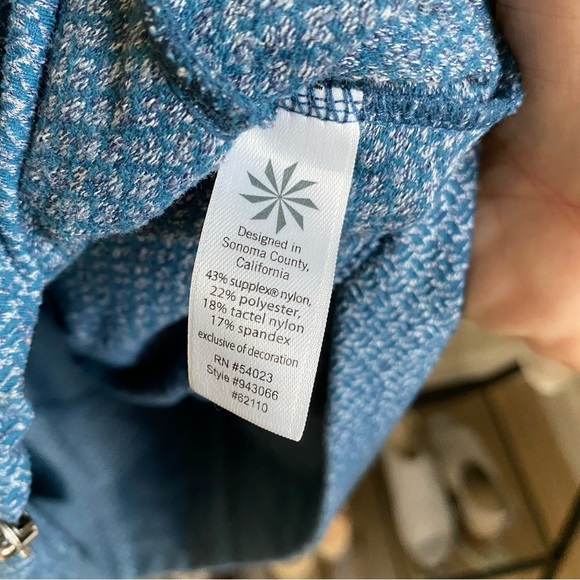 Designed in
Sonoma County,
California
43% supplex® nylon,
22% polyester,
18% tactel nylon
17% spandex
exclusive of decoration
RN #54023
Style #943066
#62110